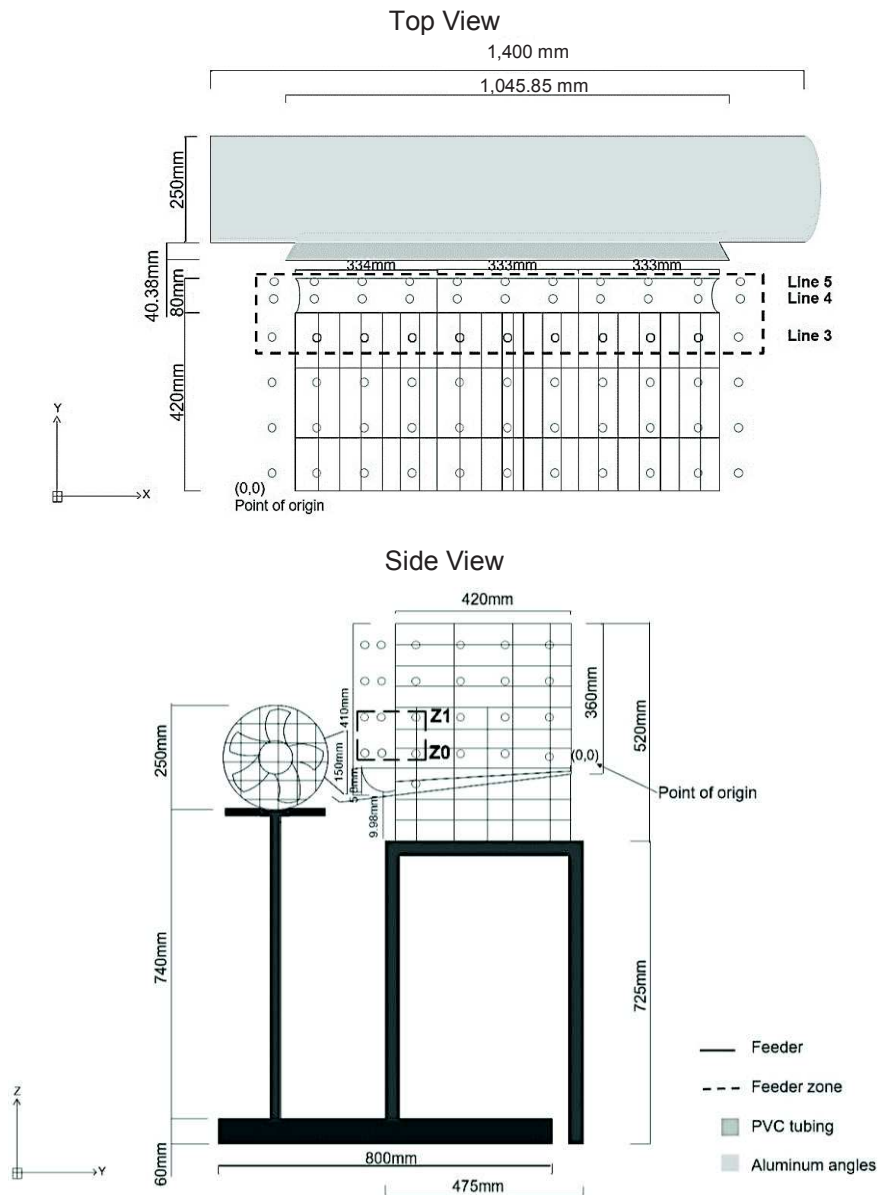 Top View
1,400 mm
1,045.85 mm
250mm
40.38mm
80mm
420mm
334mm
333mm
333mm
Line 5
Line 4
Line 3
Y
X
(0,0)
Point of origin
Side View
420mm
410mm
360mm
520mm
250mm
150mm
Z1
Z0
(0,0)
9.98mm
Point of origin
740mm
725mm
Z
Y
60mm
800mm
475mm
Feeder
Feeder zone
PVC tubing
Aluminum angles